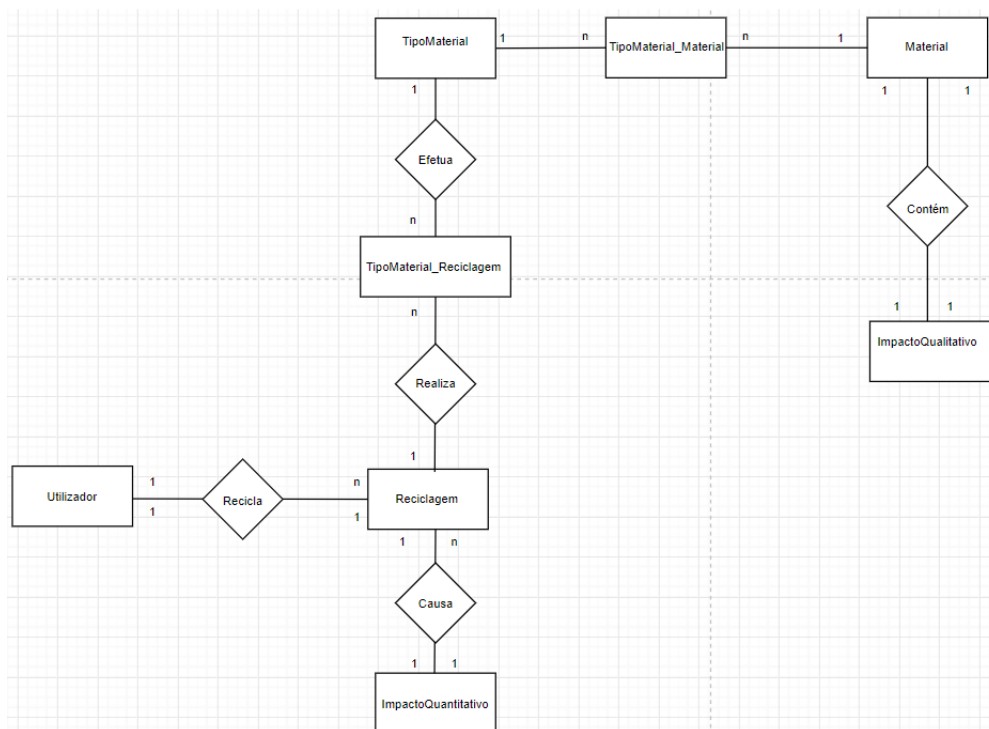 TipoMaterial
1
n
TipoMaterial_Material
n
1
Material
1
1
1
Efetua
Contém
n
TipoMaterial_Reciclagem
n
1
1
ImpactoQualitativo
Realiza
1
Utilizador
1
1
Recicla
n
1
Reciclagem
1
n
Causa
1
1
ImpactoQuantitativo